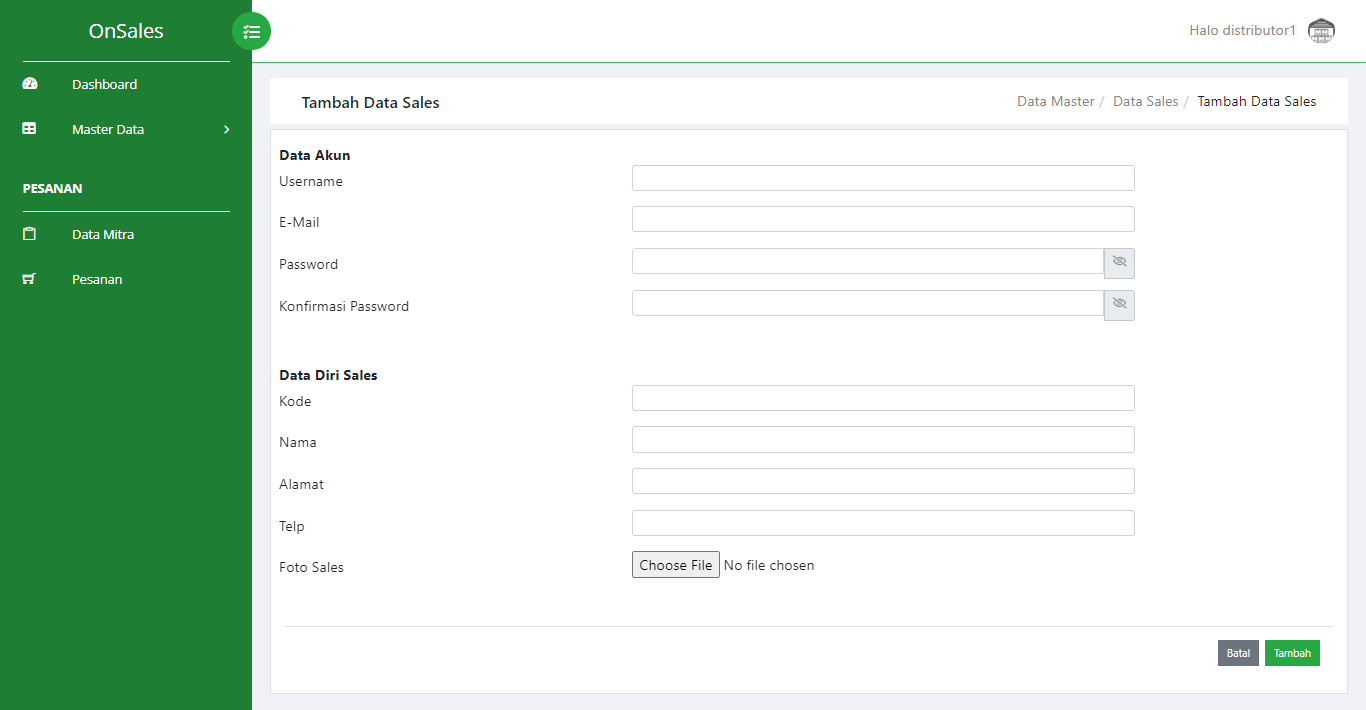 OnSales
Halo distributor1
Dashboard
Master Data
PESANAN
Data Mitra
Pesanan
Tambah Data Sales
Data Master / Data Sales / Tambah Data Sales
Data Akun
Username
E-Mail
Password
Konfirmasi Password
Data Diri Sales
Kode
Nama
Alamat
Telp
Foto Sales
Choose File No file chosen
Batal
Tambah